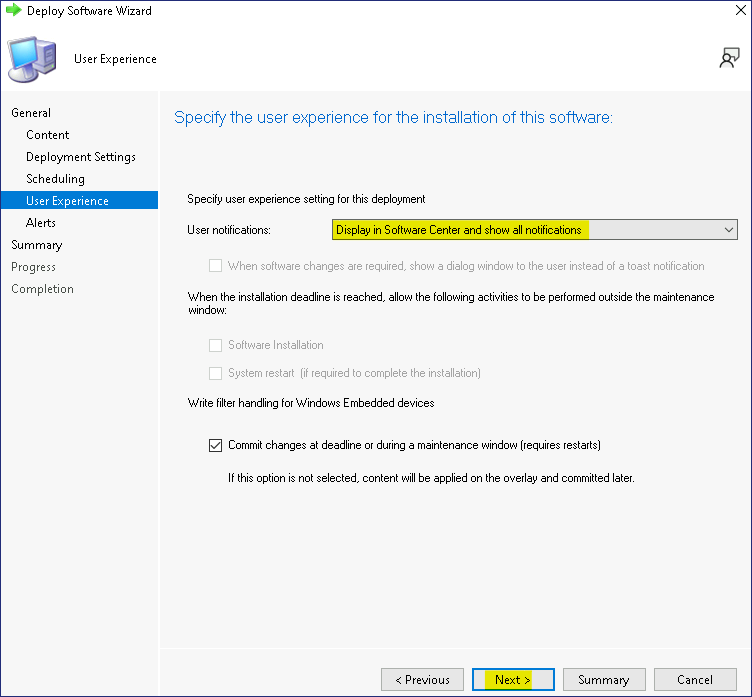 Deploy Software Wizard
User Experience
General
Content
Deployment Settings
Scheduling
User Experience
Alerts
Summary
Progress
Completion
Specify the user experience for the installation of this software:
Specify user experience setting for this deployment
User notifications:
Display in Software Center and show all notifications
When software changes are required, show a dialog window to the user instead of a toast notification
When the installation deadline is reached, allow the following activities to be performed outside the maintenance
window:
Software Installation
System restart (if required to complete the installation)
Write filter handling for Windows Embedded devices
Commit changes at deadline or during a maintenance window (requires restarts)
If this option is not selected, content will be applied on the overlay and committed later.
< Previous
Next >
Summary
Cancel